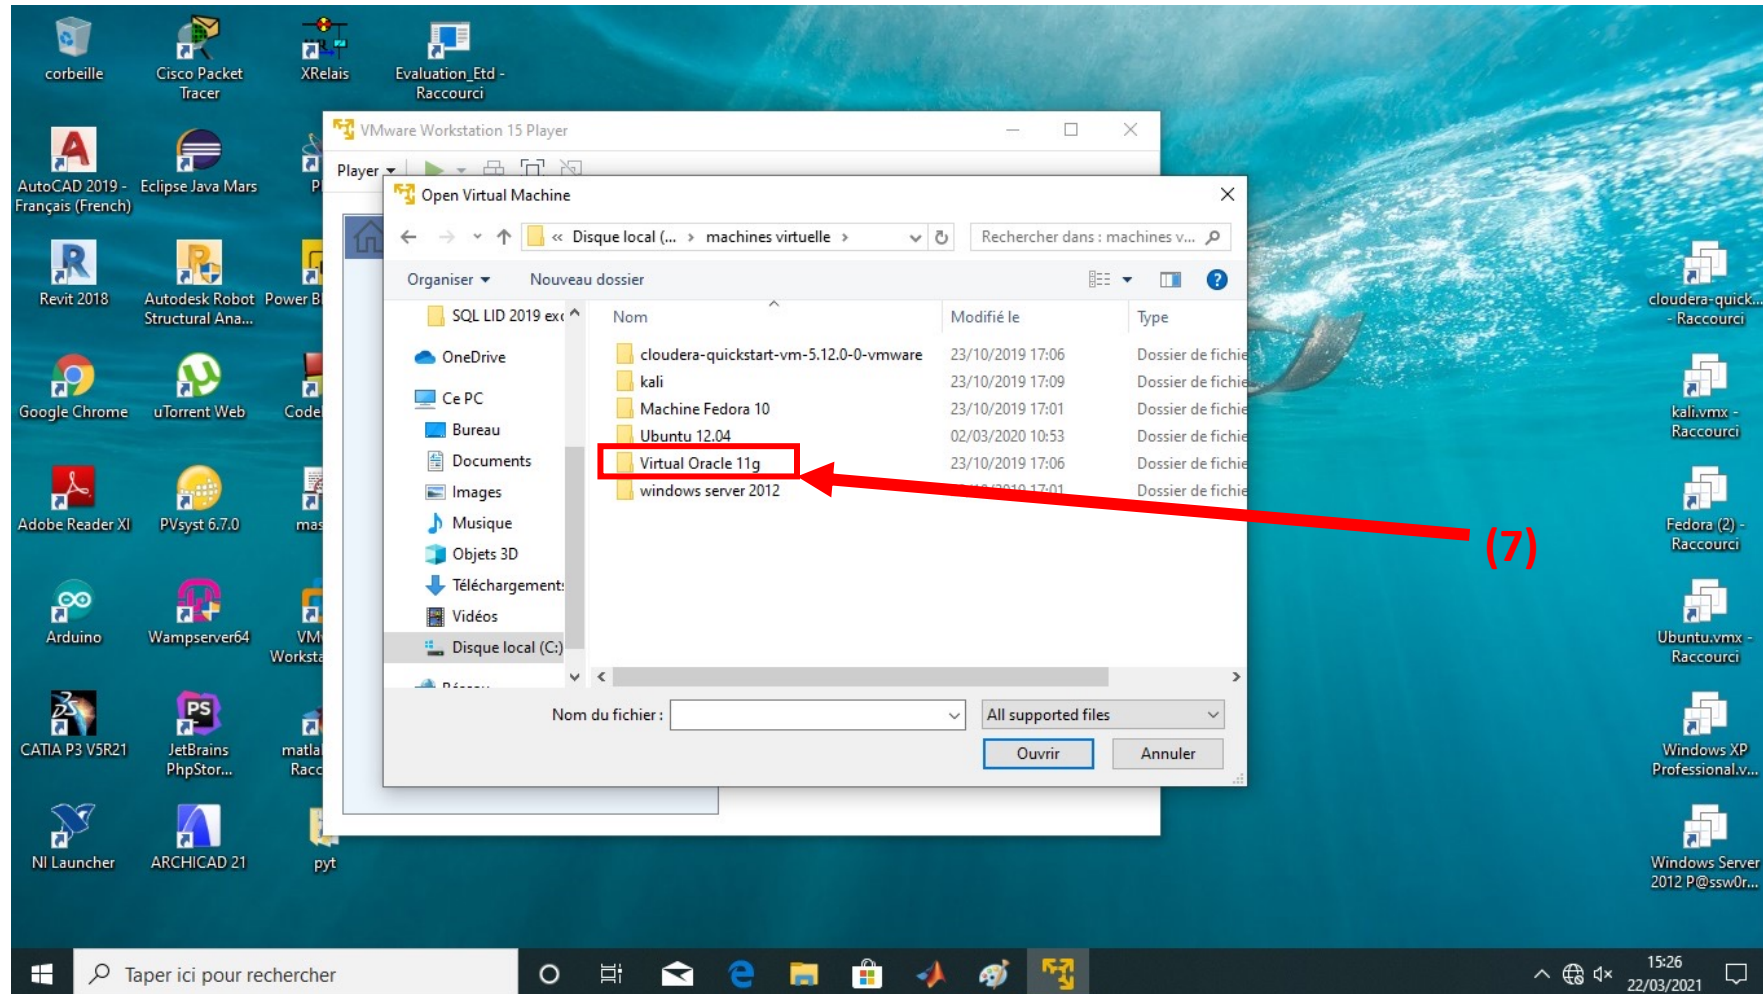 corbeille
Cisco Packet
Tracer
XRelais
Evaluation_Etd -
Raccourci
AutoCAD 2019 -
Français (French)
Eclipse Java Mars
Revit 2018
Autodesk Robot
Structural Ana...
Power B
Google Chrome
uTorrent Web
Code
Adobe Reader XI
PVsyst 6.7.0
mas
Arduino
Wampserver64
VM
Worksta
CATIA P3 V5R21
JetBrains
PhpStor...
matla
Racc
NI Launcher
ARCHICAD 21
pyt
VMware Workstation 15 Player
Player
Open Virtual Machine
« Disque local (... > machines virtuelle >
Rechercher dans : machines v...
Organiser
Nouveau dossier
SQL LID 2019 exc
OneDrive
Ce PC
Bureau
Documents
Images
Musique
Objets 3D
Téléchargements
Vidéos
Disque local (C:)
Nom
Modifié le
Type
cloudera-quickstart-vm-5.12.0-0-vmware 23/10/2019 17:06 Dossier de fichie
kali 23/10/2019 17:09 Dossier de fichie
Machine Fedora 10 23/10/2019 17:01 Dossier de fichie
Ubuntu 12.04 02/03/2020 10:53 Dossier de fichie
Virtual Oracle 11g 23/10/2019 17:06 Dossier de fichie
windows server 2012 Dossier de fichie
(7)
Nom du fichier :
All supported files
Ouvrir
Annuler
cloudera-quick...
- Raccourci
kali.vmx -
Raccourci
Fedora (2) -
Raccourci
Ubuntu.vmx -
Raccourci
Windows XP
Professional.v...
Windows Server
2012 P@ssw0r...
Taper ici pour rechercher
15:26
22/03/2021